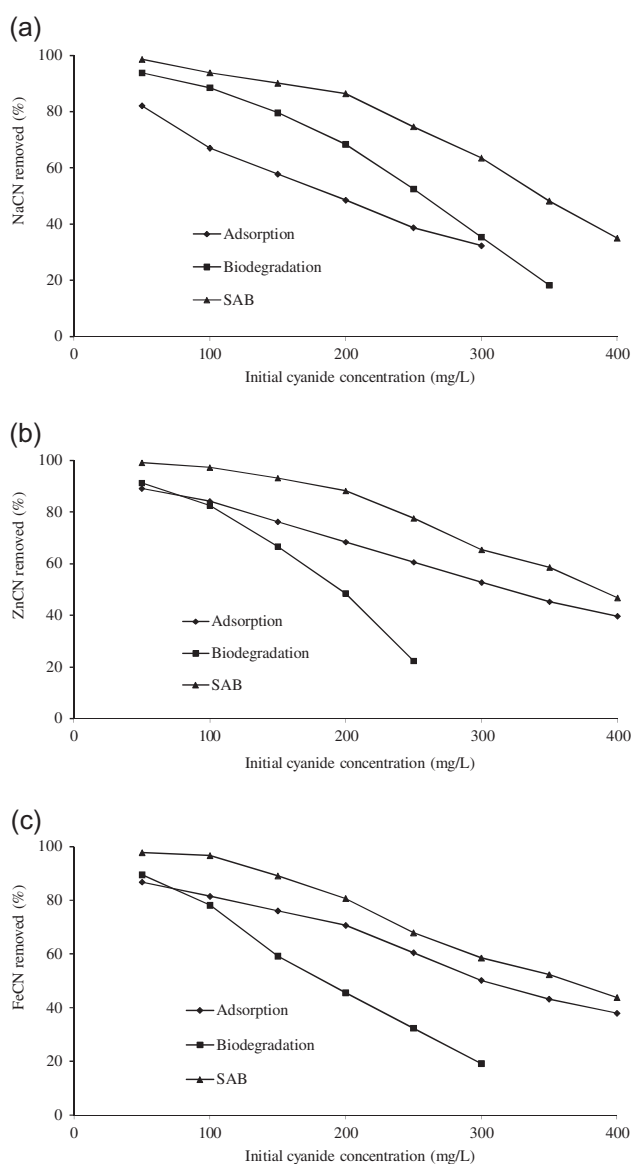 (a)
100
80
60
40
20
0
NaCN removed (%)
Adsorption
Biodegradation
SAB
0 100 200 300 400
Initial cyanide concentration (mg/L)
(b)
100
80
60
40
20
0
ZnCN removed (%)
Adsorption
Biodegradation
SAB
0 100 200 300 400
Initial cyanide concentration (mg/L)
(c)
100
80
60
40
20
0
FeCN removed (%)
Adsorption
Biodegradation
SAB
0 100 200 300 400
Initial cyanide concentration (mg/L)